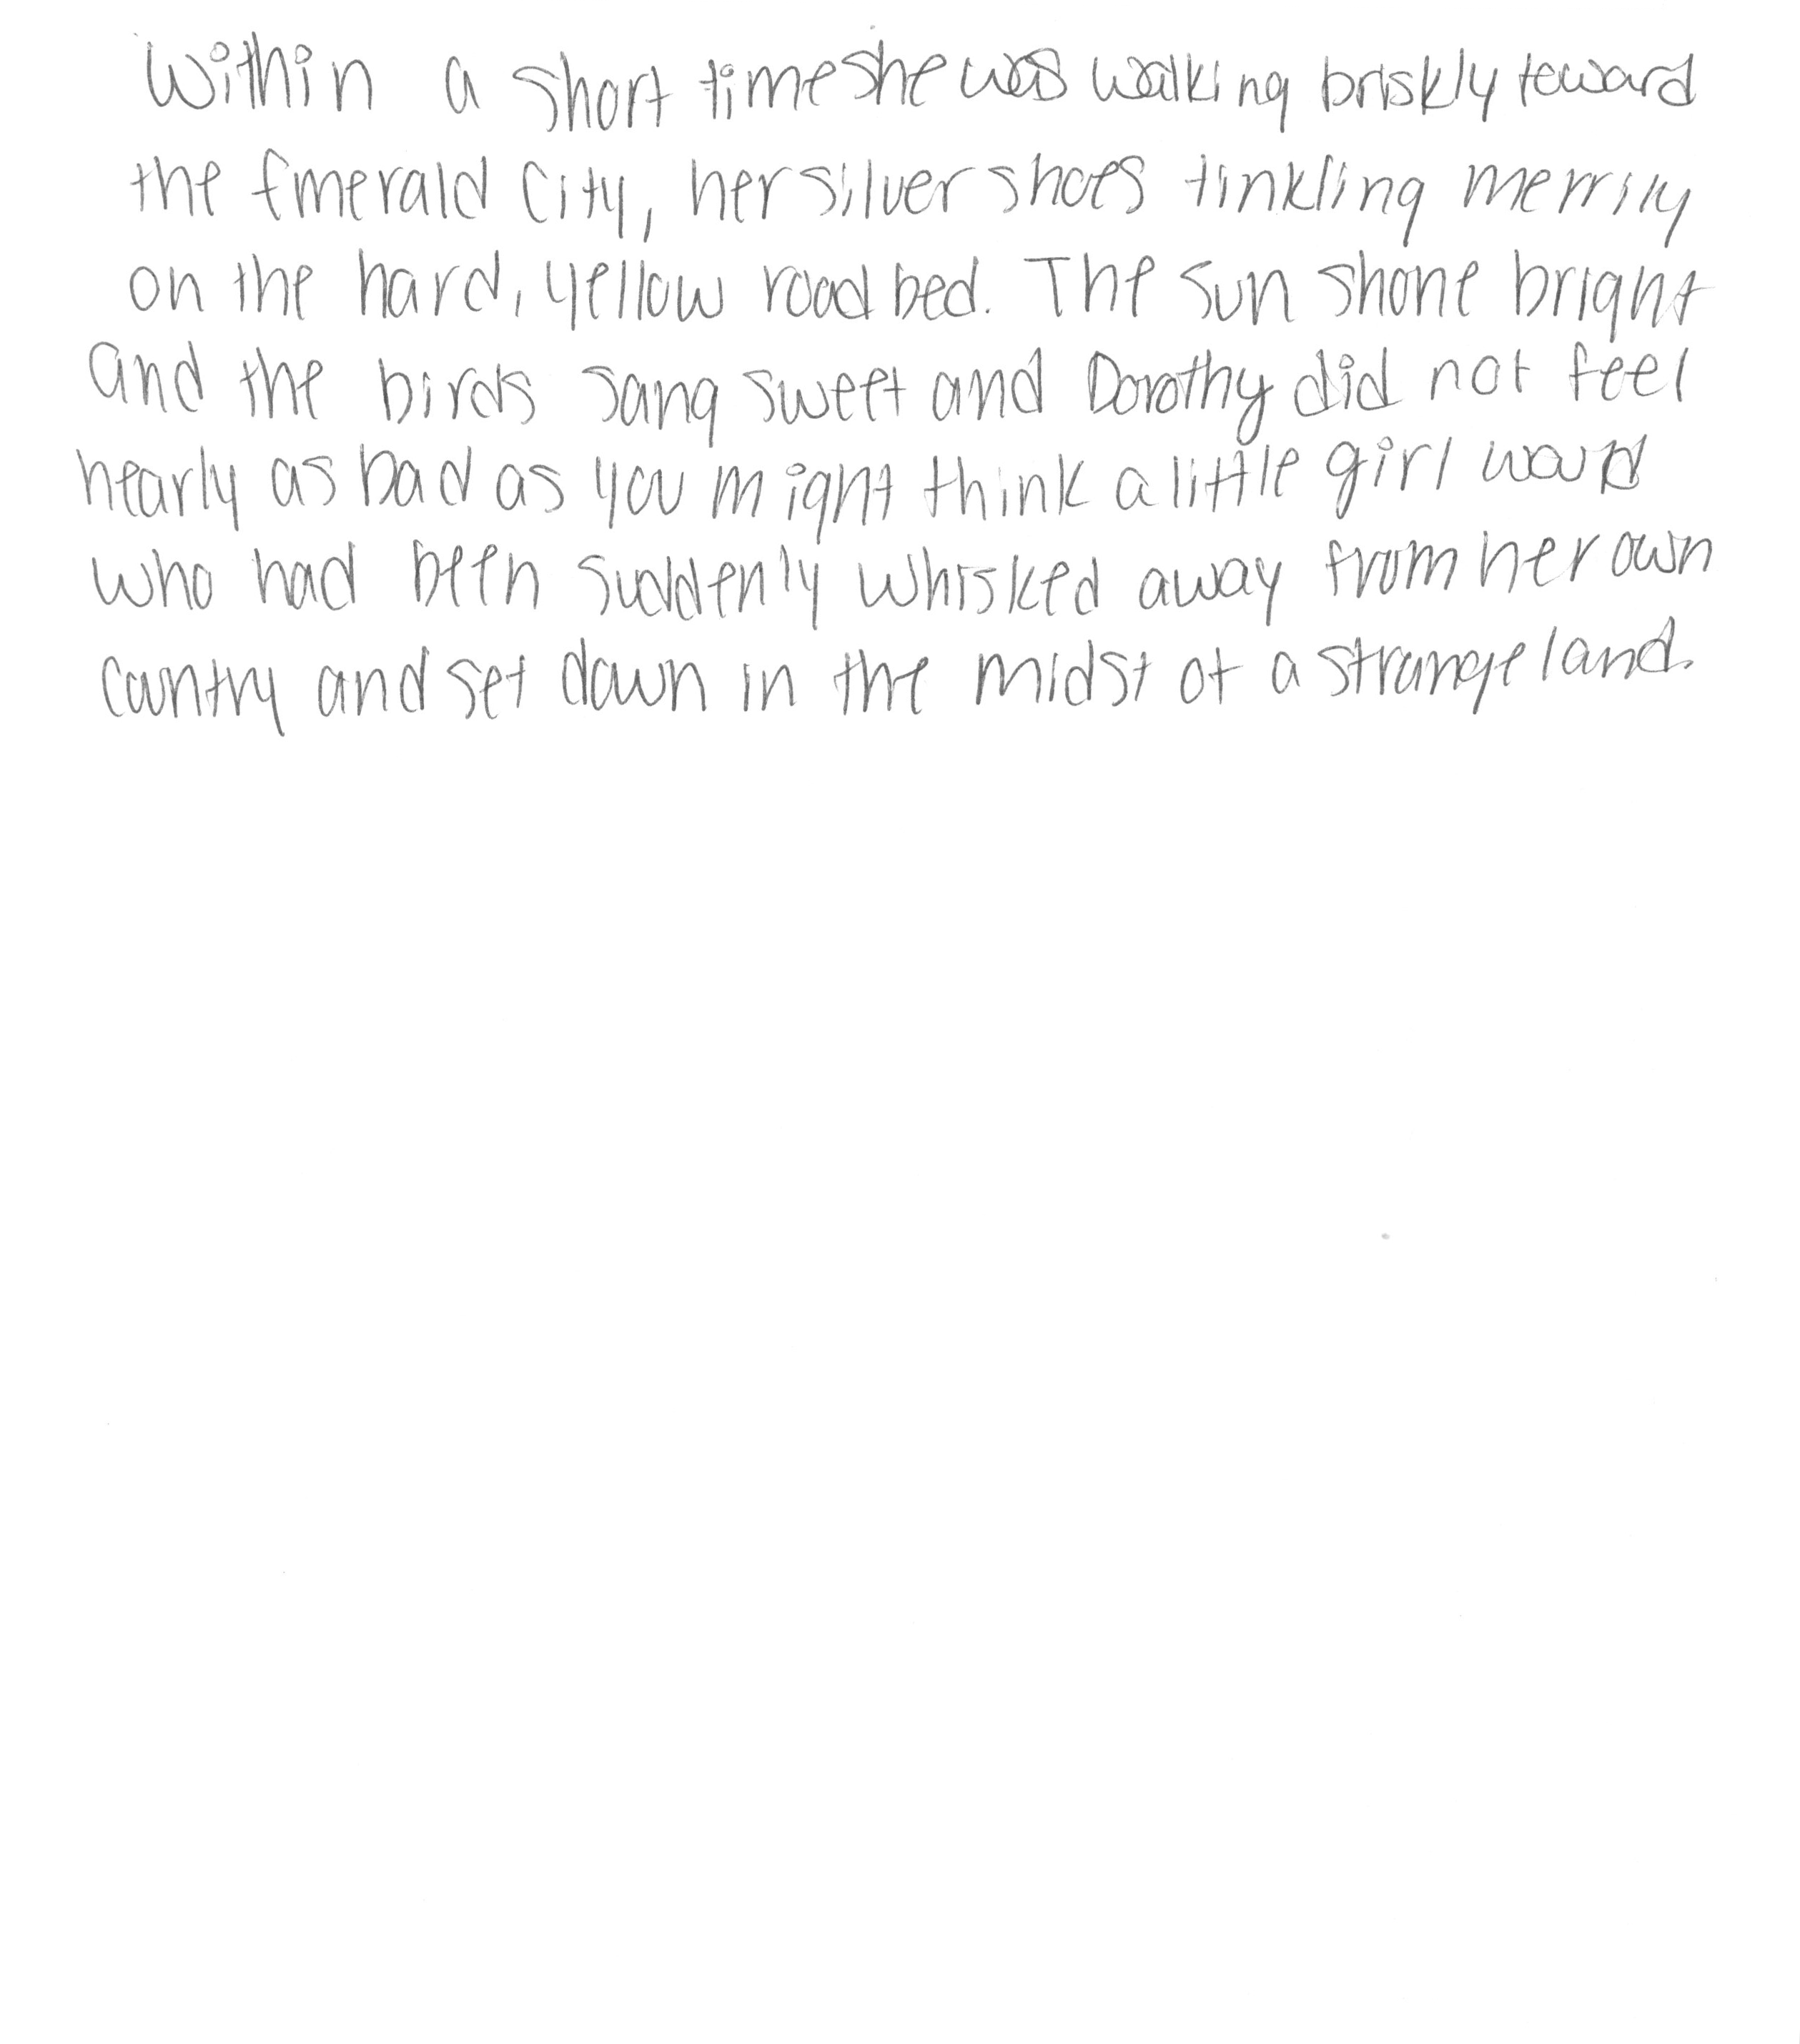 Within a short time she was walking briskly toward
the Emerald City, her silver shoes tinkling merrily
on the hard, yellow roadbed. The sun shone bright
and the birds sang sweet and Dorothy did not feel
nearly as bad as you might think a little girl would
who had been suddenly whisked away from her own
country and set down in the midst of a strange land.